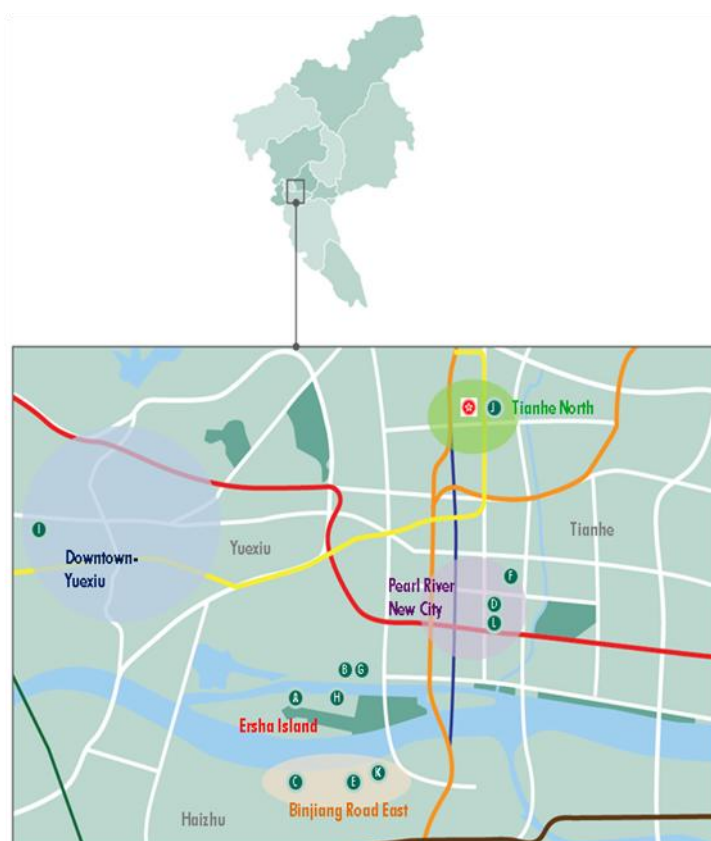 J
Tianhe North
I
Tianhe
Yuexiu
Downtown-
Yuexiu
F
Pearl River
New City
D
L
B
G
A
H
Ersha Island
K
C
E
Binjiang Road East
Haizhu